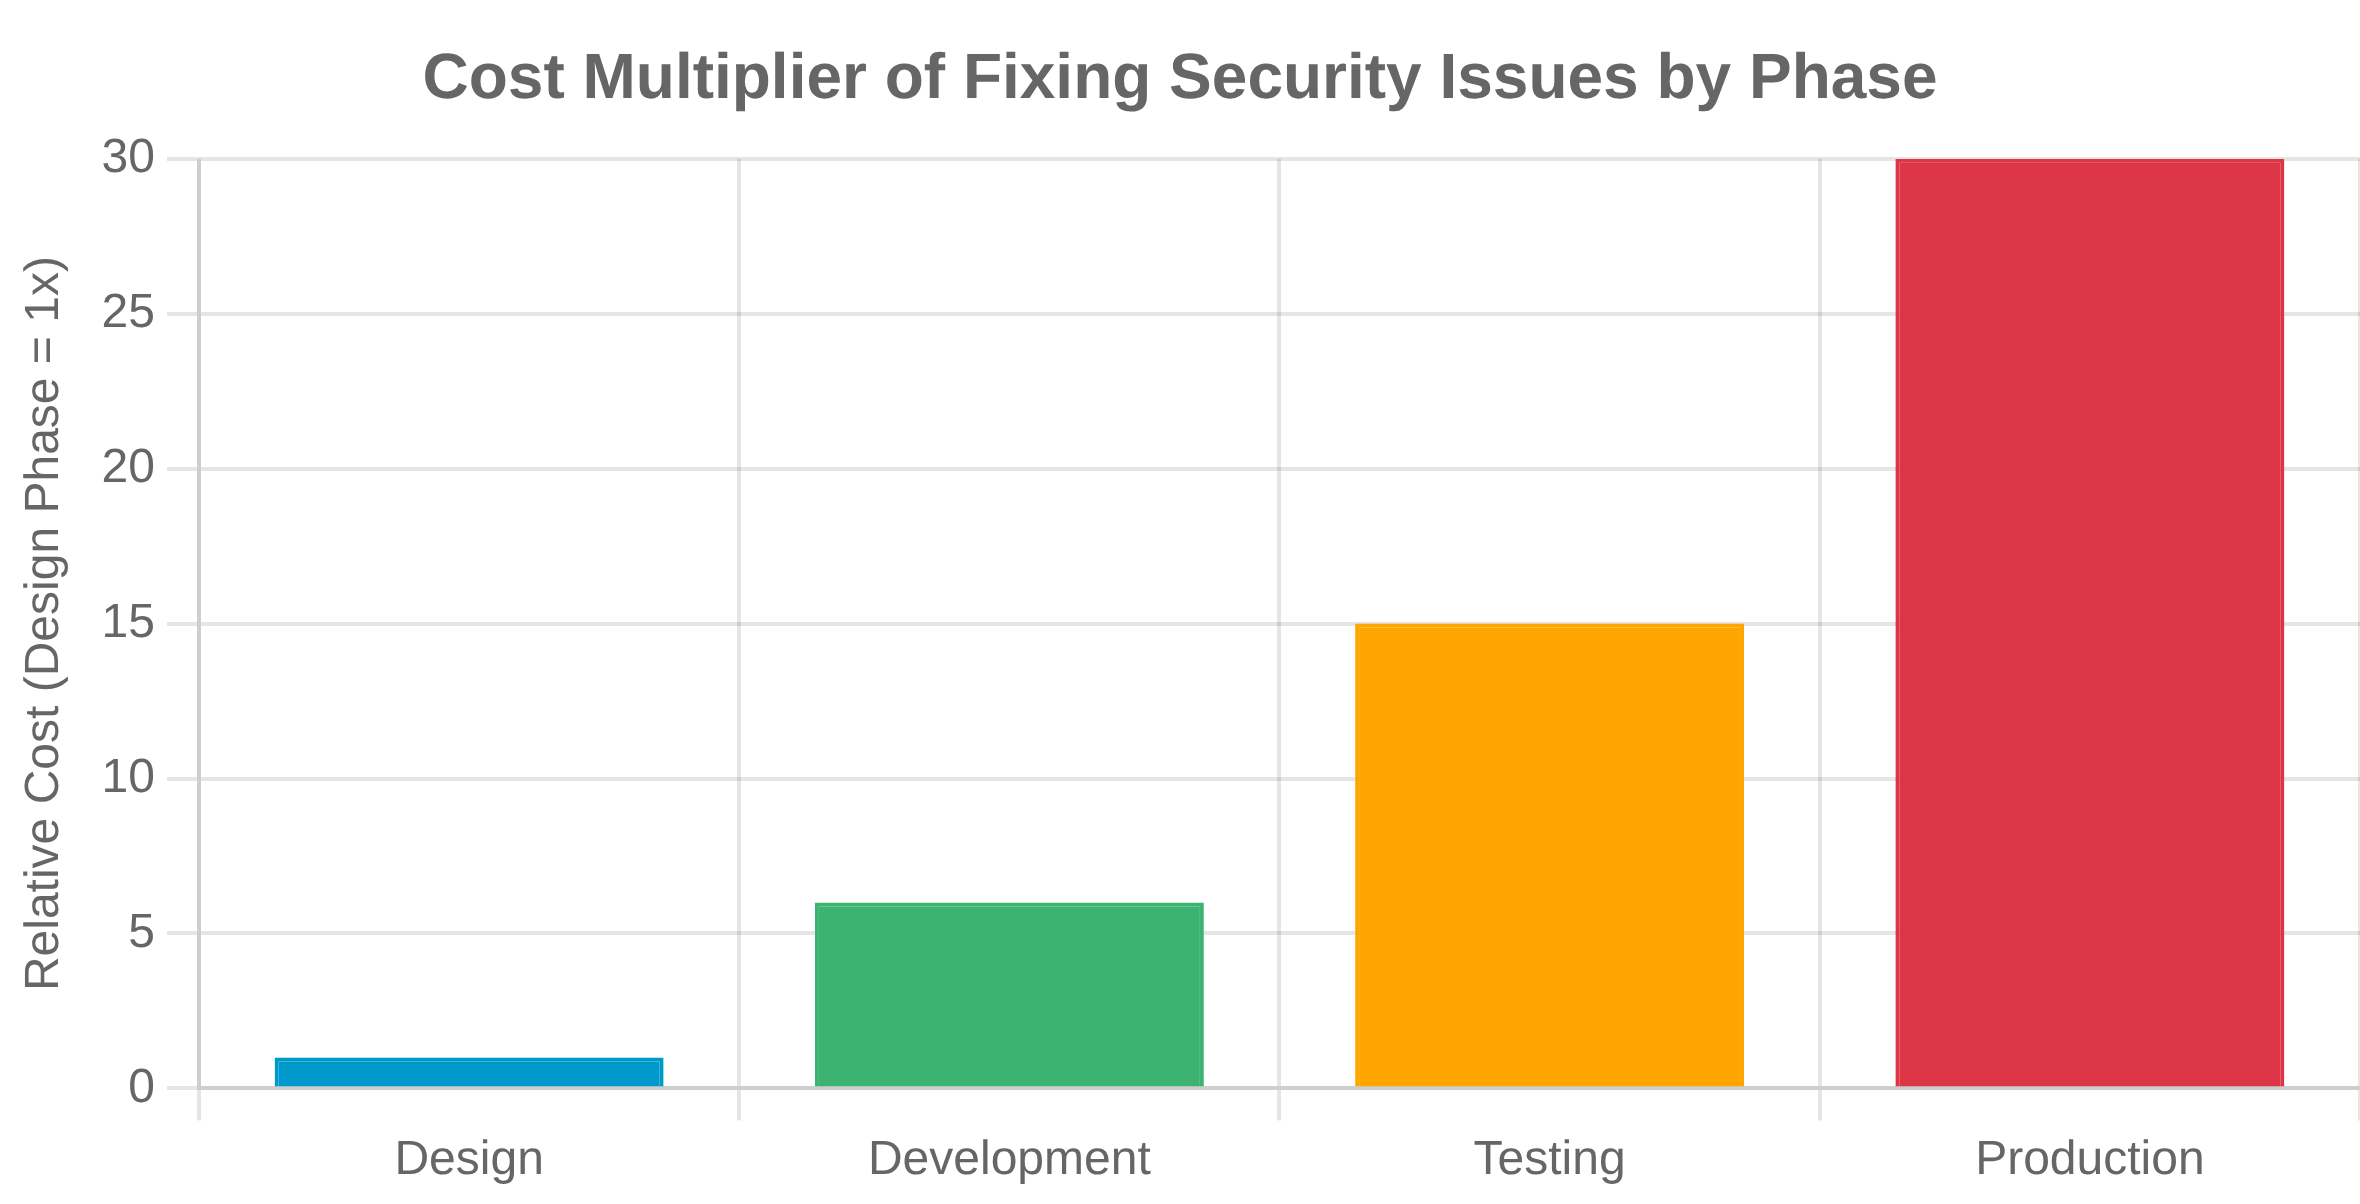 Cost Multiplier of Fixing Security Issues by Phase
Relative Cost (Design Phase = 1x)
30
25
20
15
10
5
0
Design
Development
Testing
Production